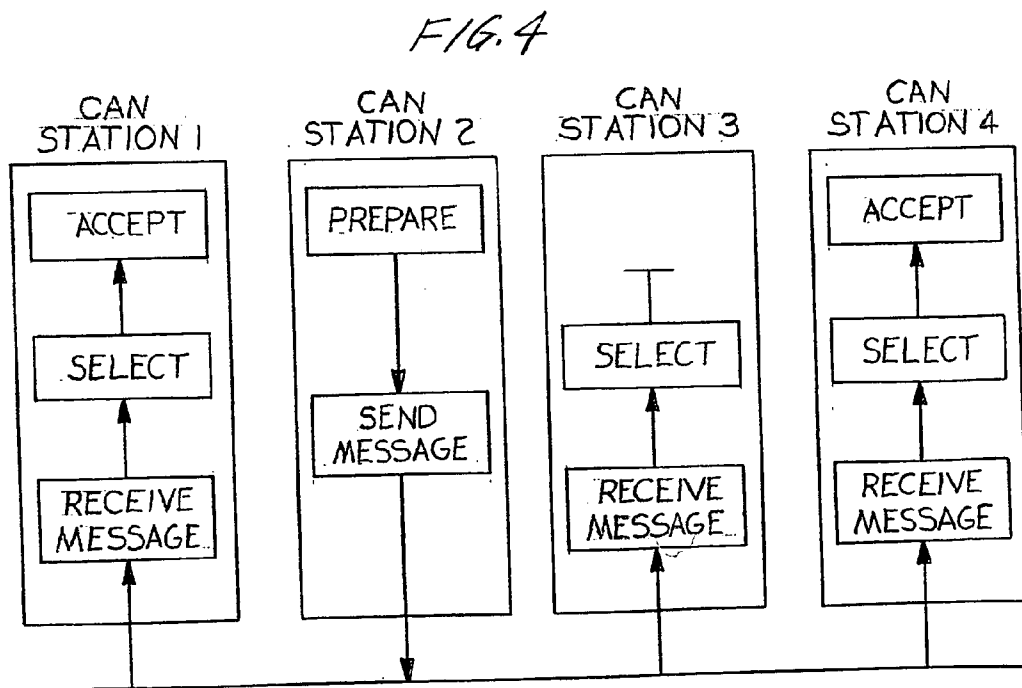 FIG.4
CAN
STATION 1
ACCEPT
SELECT
RECEIVE
MESSAGE
CAN
STATION 2
PREPARE
SEND
MESSAGE
CAN
STATION 3
SELECT
RECEIVE
MESSAGE
CAN
STATION 4
ACCEPT
SELECT
RECEIVE
MESSAGE